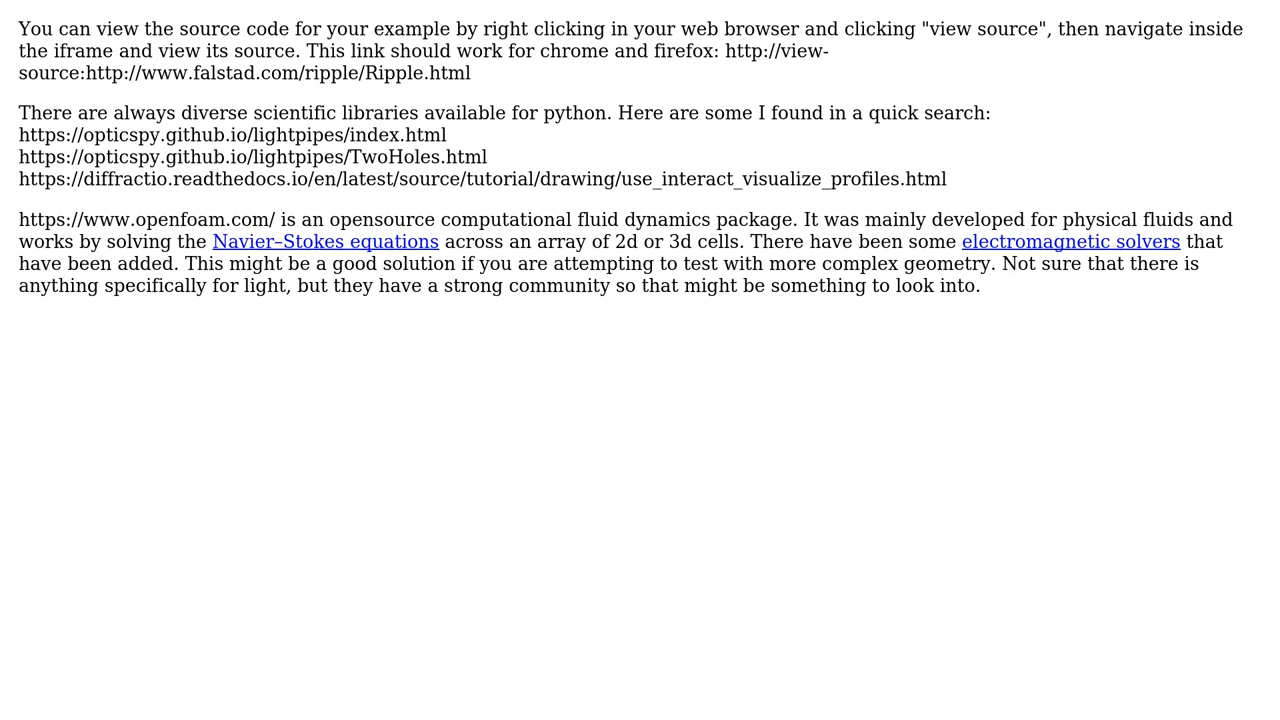 You can view the source code for your example by right clicking in your web browser and clicking "view source", then navigate inside
the iframe and view its source. This link should work for chrome and firefox: http://view-
source:http://www.falstad.com/ripple/Ripple.html
There are always diverse scientific libraries available for python. Here are some I found in a quick search:
https://opticspy.github.io/lightpipes/index.html
https://opticspy.github.io/lightpipes/TwoHoles.html
https://diffractio.readthedocs.io/en/latest/source/tutorial/drawing/use_interact_visualize_profiles.html
https://www.openfoam.com/ is an opensource computational fluid dynamics package. It was mainly developed for physical fluids and
works by solving the Navier–Stokes equations across an array of 2d or 3d cells. There have been some electromagnetic solvers that
have been added. This might be a good solution if you are attempting to test with more complex geometry. Not sure that there is
anything specifically for light, but they have a strong community so that might be something to look into.